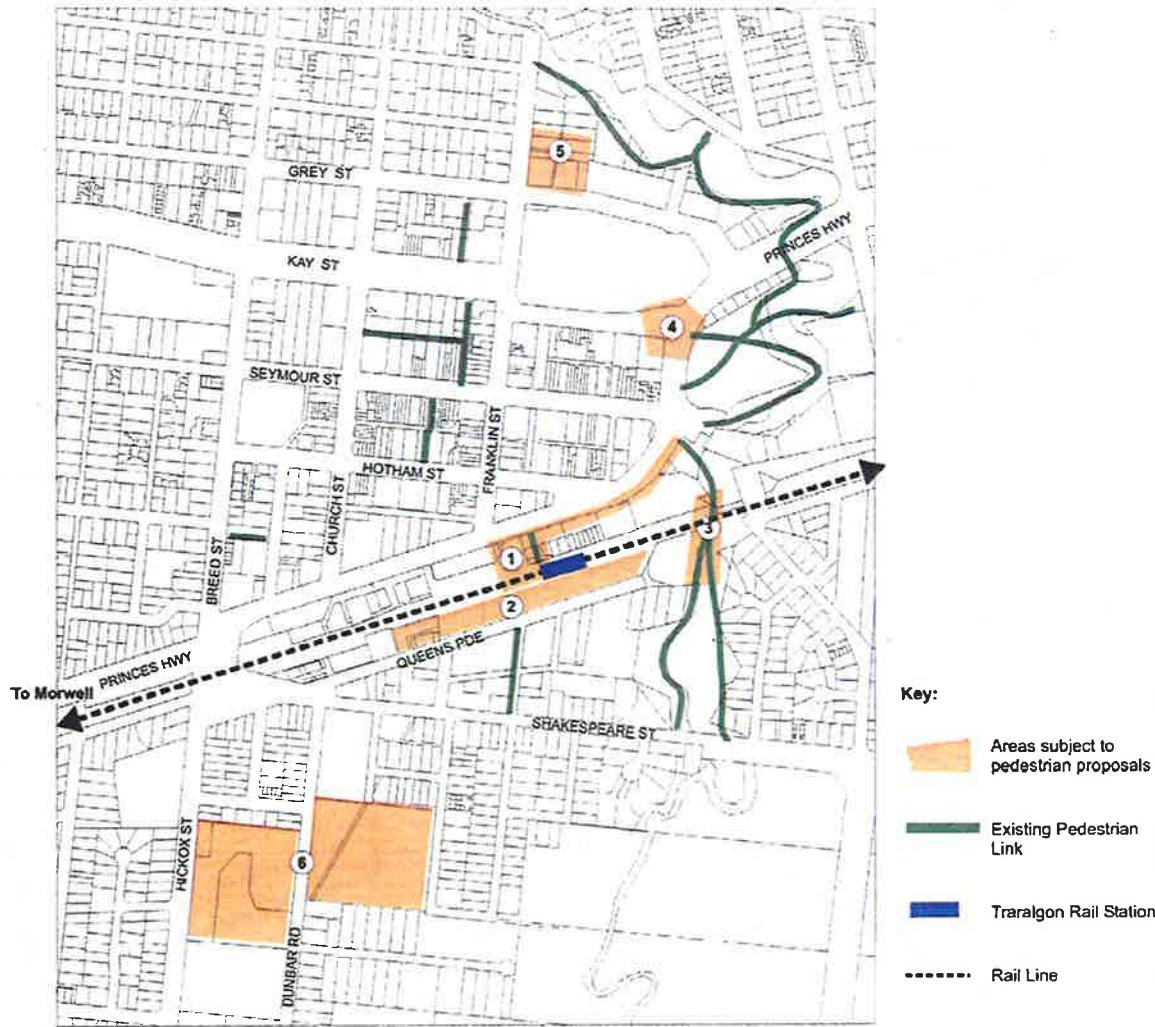 GREY ST
5
PRINCES HWY
KAY ST
4
SEYMOUR ST
FRANKLIN ST
HOTHAM ST
CHURCH ST
3
BREED ST
1
2
QUEENS PDE
PRINCES HWY
To Morwell
SHAKESPEARE ST
HICKOX ST
6
DUNBAR RD
Key:
Areas subject to
pedestrian proposals
Existing Pedestrian
Link
Traralgon Rail Station
Rail Line